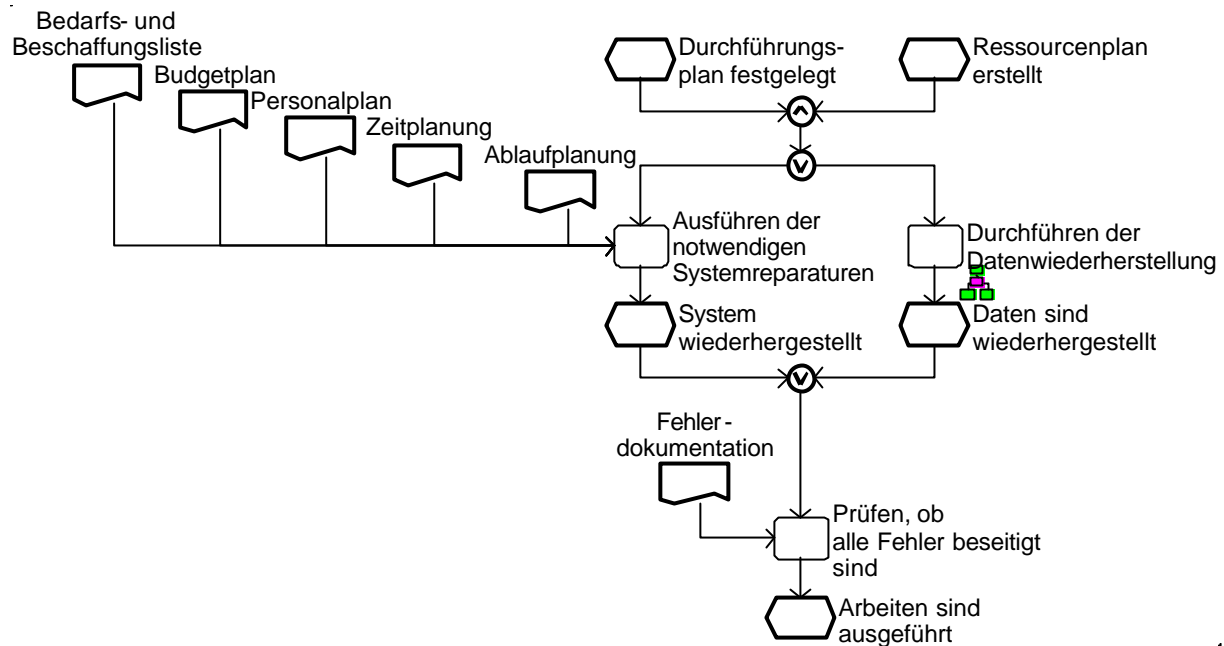 Bedarfs- und
Beschaffungsliste
Budgetplan
Personalplan
Zeitplanung
Ablaufplanung
Durchführungs-
plan festgelegt
Ressourcenplan
erstellt
Ausführen der
notwendigen
Systemreparaturen
Durchführen der
Datenwiederherstellung
System
wiederhergestellt
Daten sind
wiederhergestellt
Fehler-
dokumentation
Prüfen, ob
alle Fehler beseitigt
sind
Arbeiten sind
ausgeführt